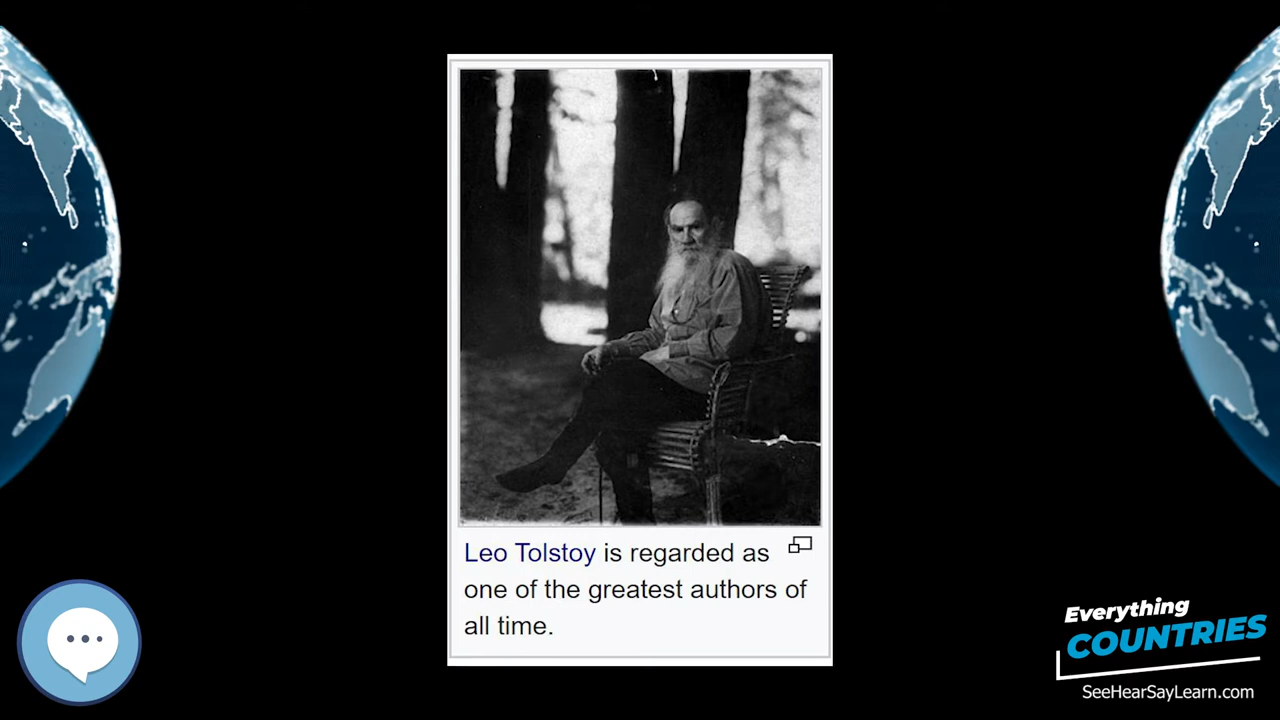 Leo Tolstoy is regarded as
one of the greatest authors of
all time.
Everything
COUNTRIES
SeeHearSayLearn.com